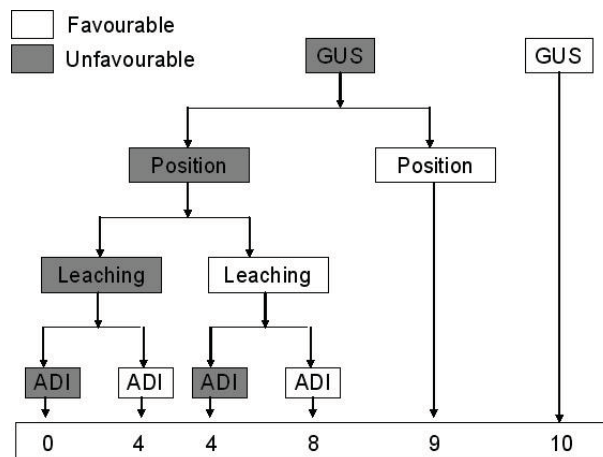 Favourable
Unfavourable
GUS GUS
Position Position
Leaching Leaching
ADI ADI ADI ADI
0 4 4 8 9 10